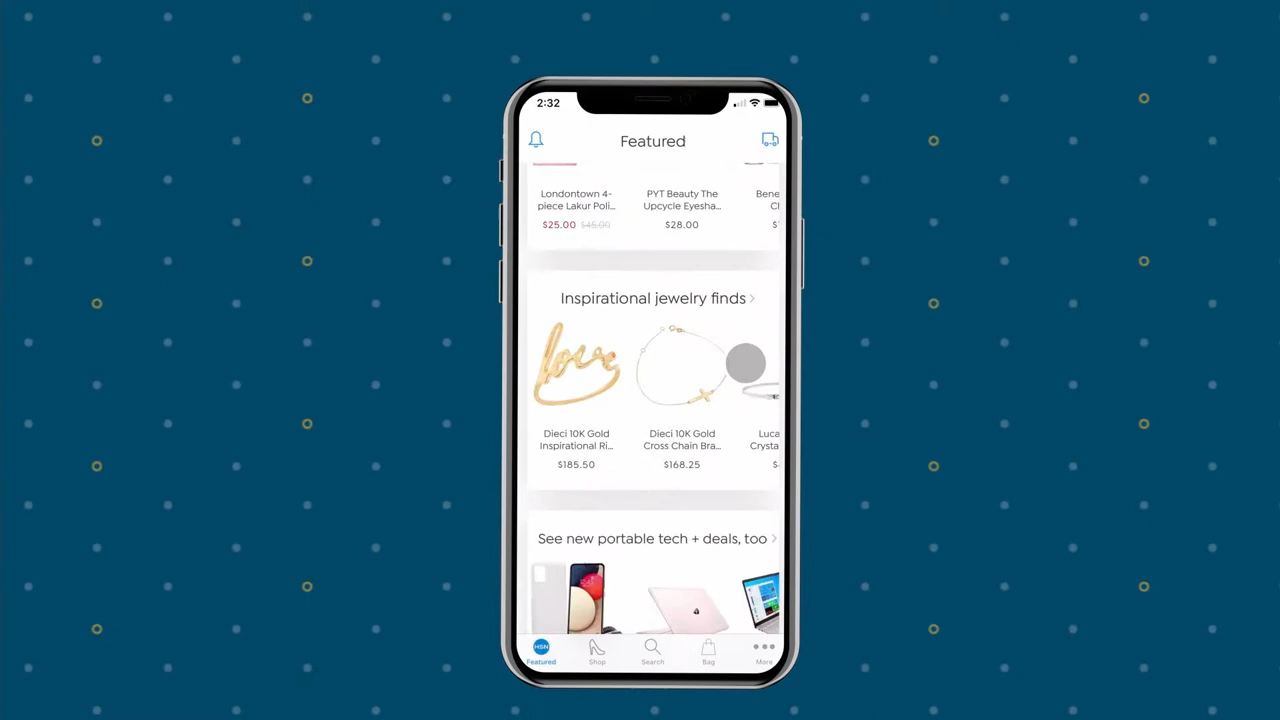 2:32
Featured
Londontown 4-
piece Lakur Poli...
$25.00 $45.00
PYT Beauty The
Upcycle Eyesha...
$28.00
Bene
Inspirational jewelry finds
love
Dieci 10K Gold
Inspirational Ri...
$185.50
Dieci 10K Gold
Cross Chain Bra...
$168.25
Luca
Crysta
See new portable tech + deals, too
HSN
Featured
Shop
Search
Bag
More